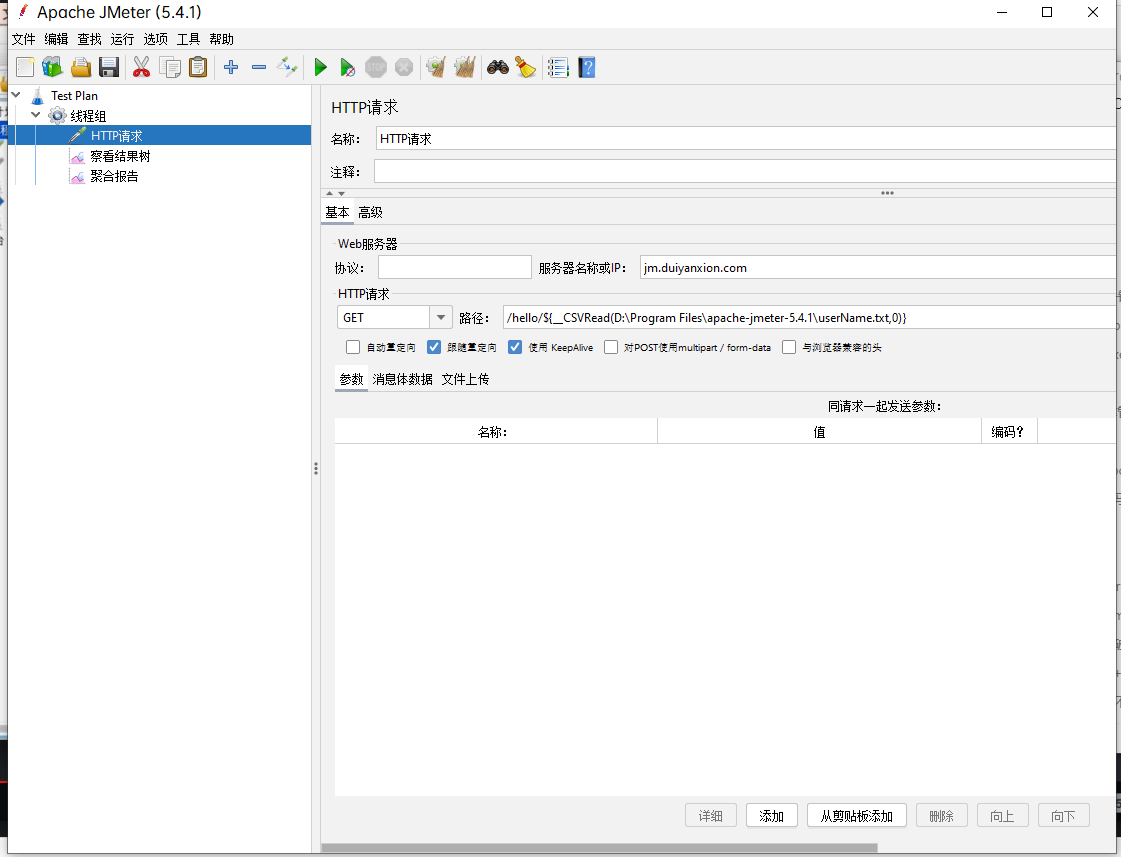 Apache JMeter (5.4.1)
文件 编辑 查找 运行 选项 工具 帮助
STOP
?
Test Plan
线程组
HTTP请求
察看结果树
聚合报告
HTTP请求
名称： HTTP请求
注释：
基本 高级
Web服务器
协议： 服务器名称或IP： jm.duiyanxion.com
HTTP请求
GET 路径： /hello/${__CSVRead(D:\Program Files\apache-jmeter-5.4.1\userName.txt,0)}
自动重定向 跟随重定向 使用 KeepAlive 对POST使用multipart / form-data 与浏览器兼容的头
参数 消息体数据 文件上传
同请求一起发送参数：
名称： 值 编码？
详细 添加 从剪贴板添加 删除 向上 向下